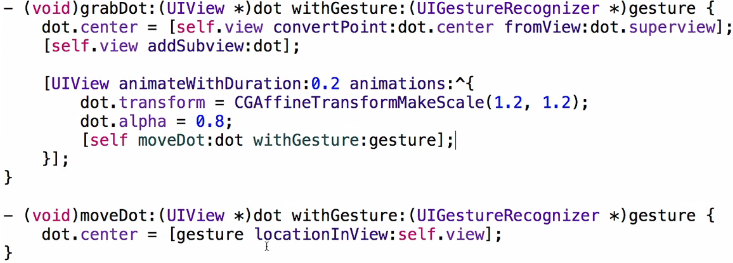 - (void)grabDot:(UIView *)dot withGesture:(UIGestureRecognizer *)gesture {
    dot.center = [self.view convertPoint:dot.center fromView:dot.superview];
    [self.view addSubview:dot];

    [UIView animateWithDuration:0.2 animations:^{
        dot.transform = CGAffineTransformMakeScale(1.2, 1.2);
        dot.alpha = 0.8;
        [self moveDot:dot withGesture:gesture];
    }];
}

- (void)moveDot:(UIView *)dot withGesture:(UIGestureRecognizer *)gesture {
    dot.center = [gesture locationInView:self.view];
}